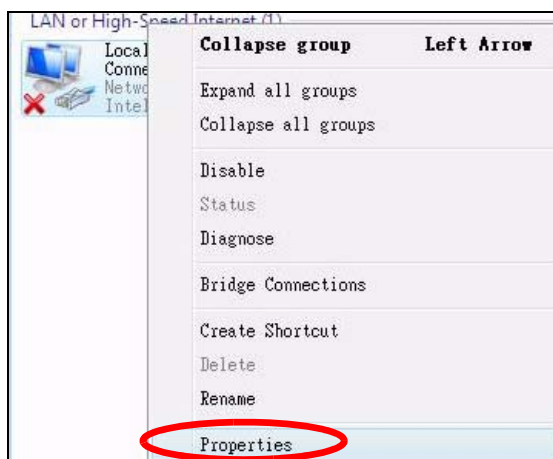 LAN or High-Speed Internet (1)
Local
Conne
Netwo
Intel
Collapse group Left Arrow
Expand all groups
Collapse all groups
Disable
Status
Diagnose
Bridge Connections
Create Shortcut
Delete
Rename
Properties